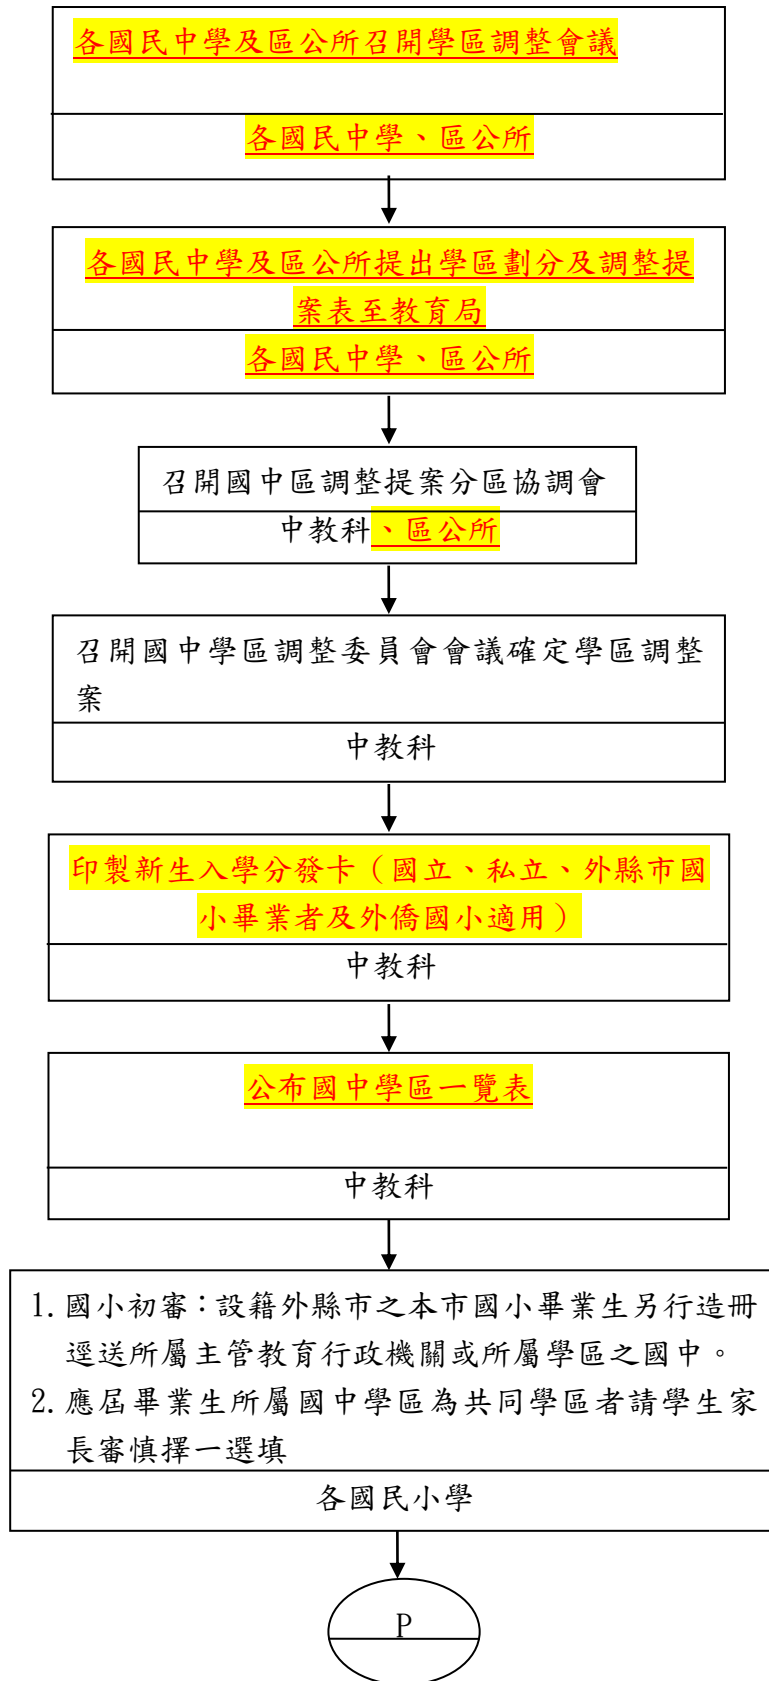 各國民中學及區公所召開學區調整會議
各國民中學、區公所
各國民中學及區公所提出學區劃分及調整提
案表至教育局
各國民中學、區公所
召開國中區調整提案分區協調會
中教科、區公所
召開國中學區調整委員會會議確定學區調整
案
中教科
印製新生入學分發卡（國立、私立、外縣市國
小畢業者及外僑國小適用）
中教科
公布國中學區一覽表
中教科
1. 國小初審：設籍外縣市之本市國小畢業生另行造冊
逕送所屬主管教育行政機關或所屬學區之國中。
2. 應屆畢業生所屬國中學區為共同學區者請學生家
長審慎擇一選填
各國民小學
P